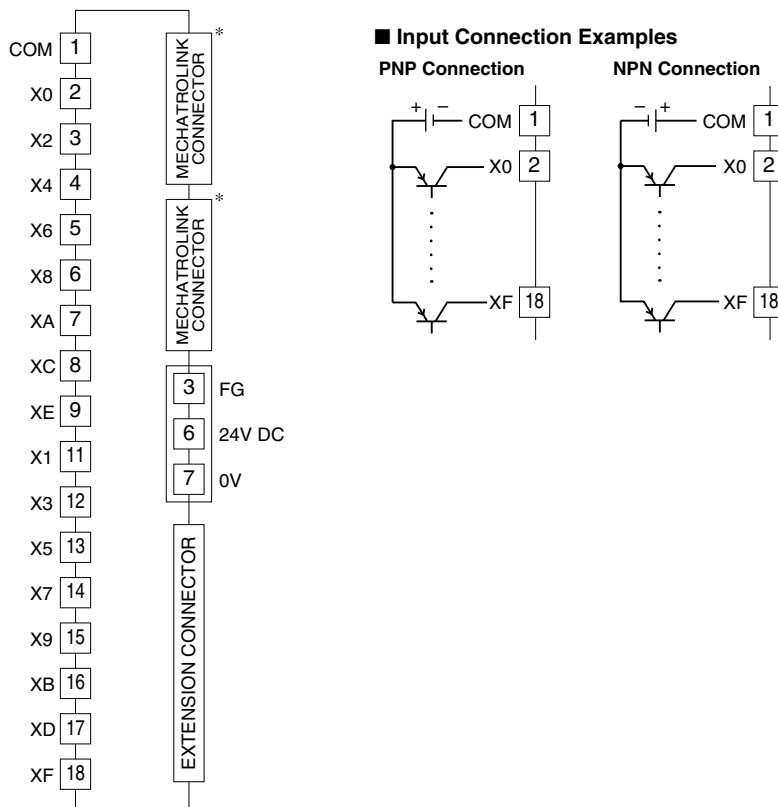 COM 1
X0 2
X2 3
X4 4
X6 5
X8 6
XA 7
XC 8
XE 9
X1 11
X3 12
X5 13
X7 14
X9 15
XB 16
XD 17
XF 18
MECHATROLINK
CONNECTOR
*
MECHATROLINK
CONNECTOR
*
3 FG
6 24V DC
7 0V
EXTENSION CONNECTOR
■ Input Connection Examples
PNP Connection
+ −
COM 1
X0 2
XF 18
NPN Connection
− +
COM 1
X0 2
XF 18